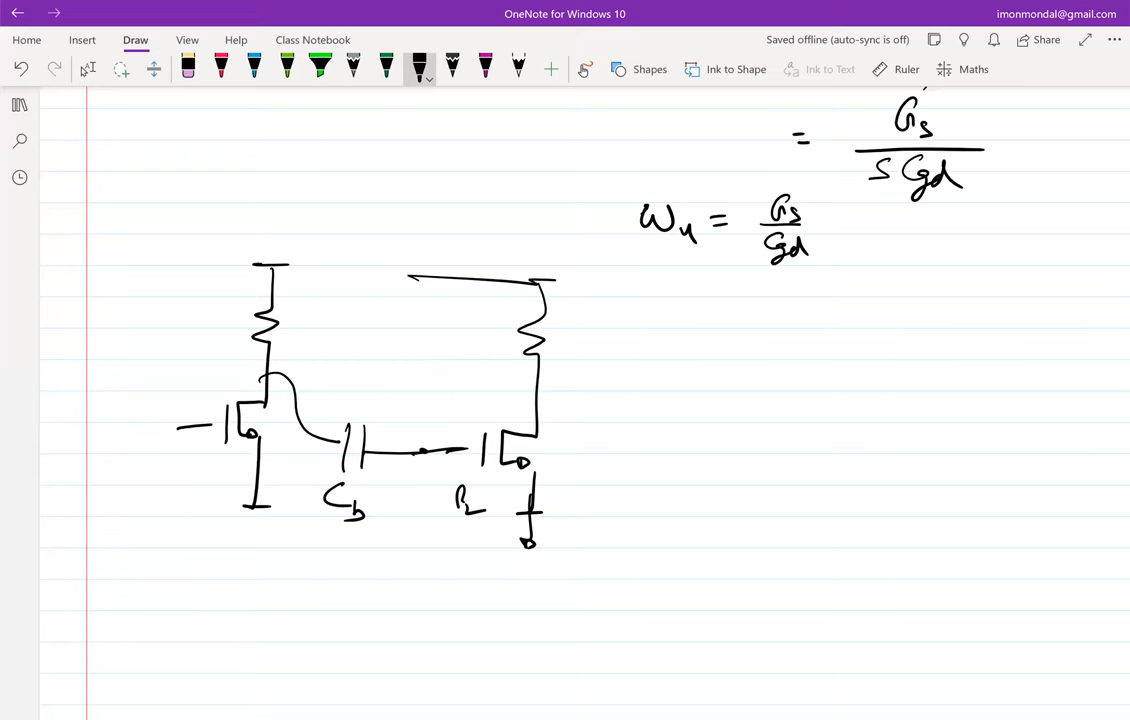 OneNote for Windows 10
imonmondal@gmail.com
Home Insert Draw View Help Class Notebook
Saved offline (auto-sync is off) Share
Shapes Ink to Shape Ink to Text Ruler Maths
= Gs / s Cgd
ωu = Gs / Cgd
Cb